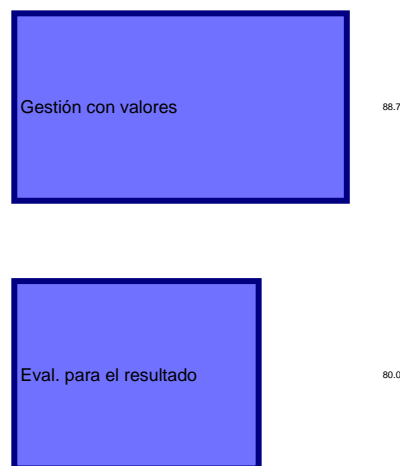 Gestión con valores
88.7
Eval. para el resultado
80.0